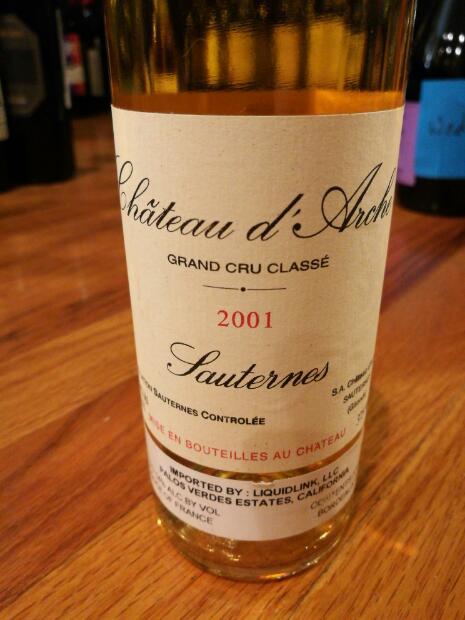 Château d'Arche
GRAND CRU CLASSÉ
2001
Sauternes
SAUTERNES CONTROLÉE
S.A. Château
MISE EN BOUTEILLES AU CHATEAU
IMPORTED BY : LIQUIDLINK, LLC
PALOS VERDES ESTATES, CALIFORNIA
ALC BY VOL
OF FRANCE